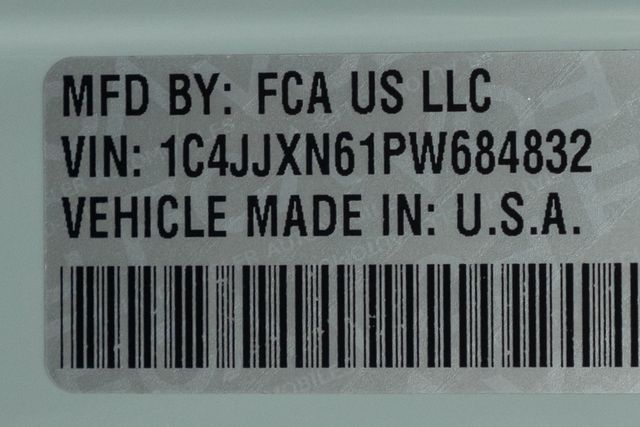 MFD BY: FCA US LLC
VIN: 1C4JJXN61PW684832
VEHICLE MADE IN: U.S.A.